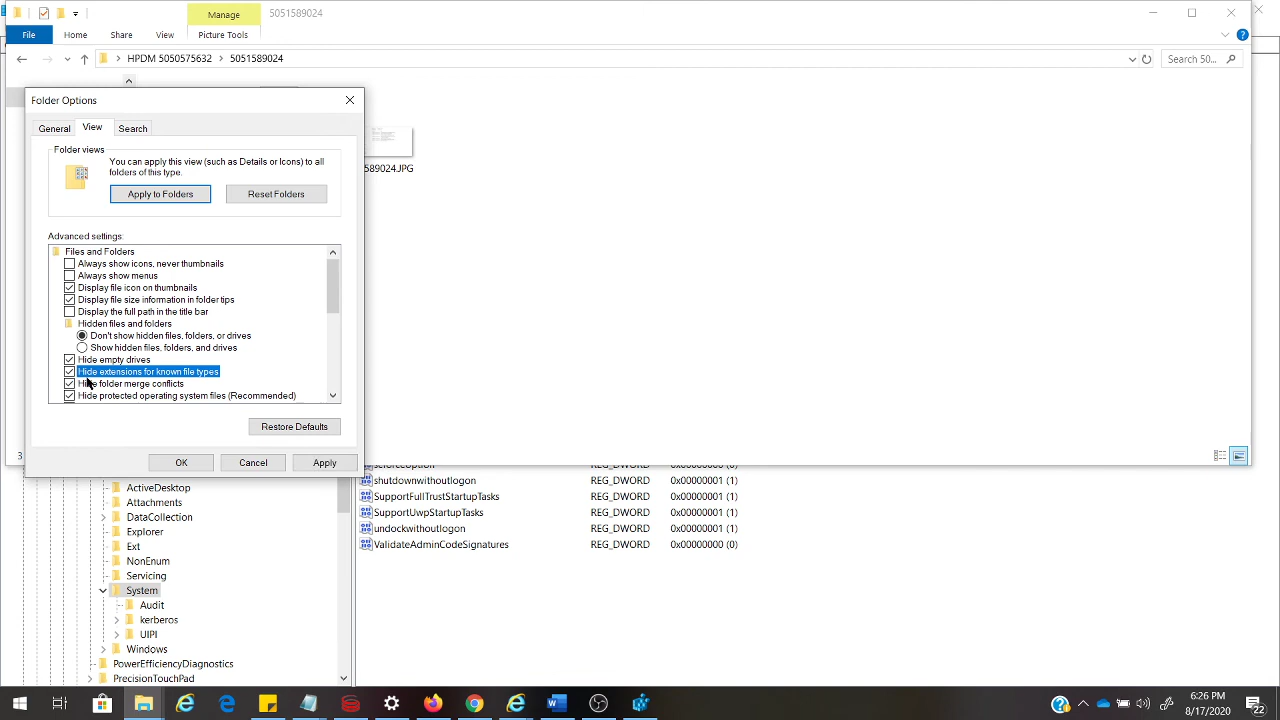 Manage
5051589024
File
Home
Share
View
Picture Tools
HPDM 5050575632
5051589024
Search 50...
Folder Options
General
View
Search
Folder views
You can apply this view (such as Details or Icons) to all
folders of this type.
Apply to Folders
Reset Folders
Advanced settings:
Files and Folders
Always show icons, never thumbnails
Always show menus
Display file icon on thumbnails
Display file size information in folder tips
Display the full path in the title bar
Hidden files and folders
Don't show hidden files, folders, or drives
Show hidden files, folders, and drives
Hide empty drives
Hide extensions for known file types
Hide folder merge conflicts
Hide protected operating system files (Recommended)
Restore Defaults
OK
Cancel
Apply
589024.JPG
3
scforceoption REG_DWORD 0x00000000 (0)
shutdownwithoutlogon REG_DWORD 0x00000001 (1)
SupportFullTrustStartupTasks REG_DWORD 0x00000001 (1)
SupportUwpStartupTasks REG_DWORD 0x00000001 (1)
undockwithoutlogon REG_DWORD 0x00000001 (1)
ValidateAdminCodeSignatures REG_DWORD 0x00000000 (0)
ActiveDesktop
Attachments
DataCollection
Explorer
Ext
NonEnum
Servicing
System
Audit
kerberos
UIPI
Windows
PowerEfficiencyDiagnostics
PrecisionTouchPad
6:26 PM
8/17/2020
22